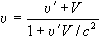 υ = (υ′ + V) / (1 + υ′V / c²)